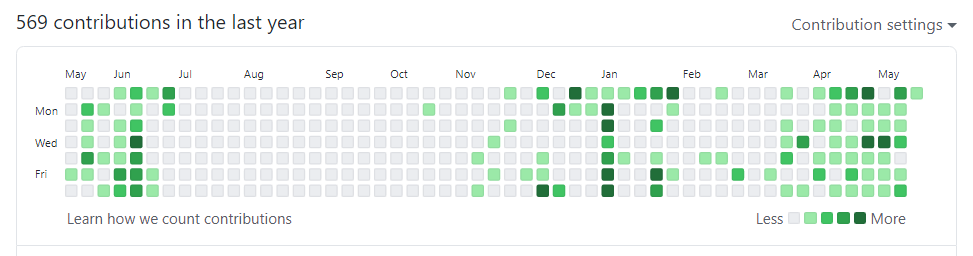 569 contributions in the last year
Contribution settings
May Jun Jul Aug Sep Oct Nov Dec Jan Feb Mar Apr May
Mon
Wed
Fri
Learn how we count contributions
Less More